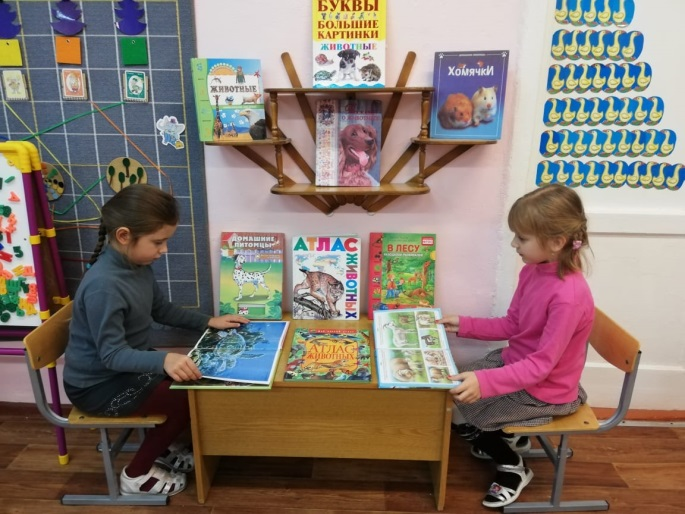 БУКВЫ
БОЛЬШИЕ
КАРТИНКИ
ЖИВОТНЫЕ
ЖИВОТНЫЕ
ХОМЯЧКИ
ДОМАШНИЕ
ПИТОМЦЫ
АТЛАС
ЖИВОТНЫХ
В ЛЕСУ
АТЛАС
ЖИВОТНЫХ